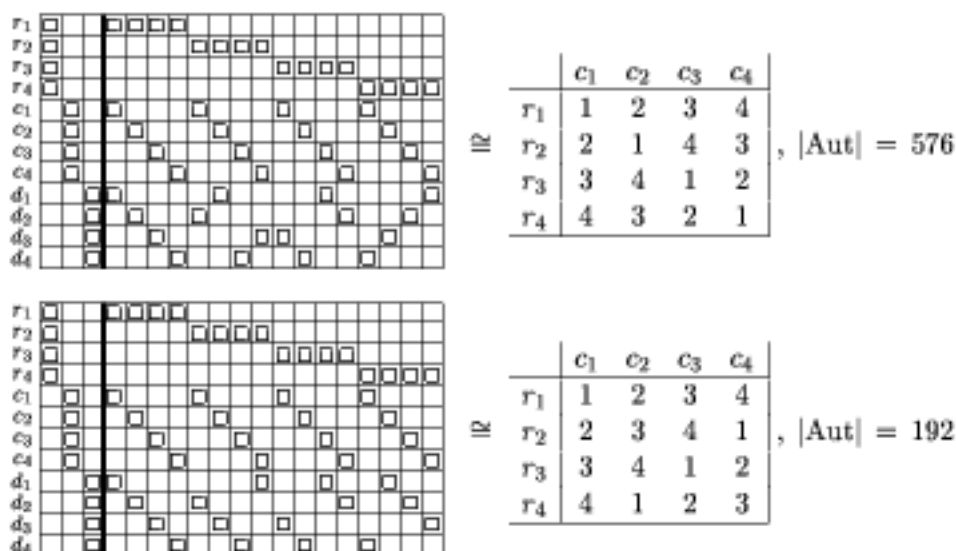 r₁
r₂
r₃
r₄
c₁
c₂
c₃
c₄
d₁
d₂
d₃
d₄
c₁ c₂ c₃ c₄
r₁ 1 2 3 4
≅ r₂ 2 1 4 3 , |Aut| = 576
r₃ 3 4 1 2
r₄ 4 3 2 1
r₁
r₂
r₃
r₄
c₁
c₂
c₃
c₄
d₁
d₂
d₃
d₄
c₁ c₂ c₃ c₄
r₁ 1 2 3 4
≅ r₂ 2 3 4 1 , |Aut| = 192
r₃ 3 4 1 2
r₄ 4 1 2 3